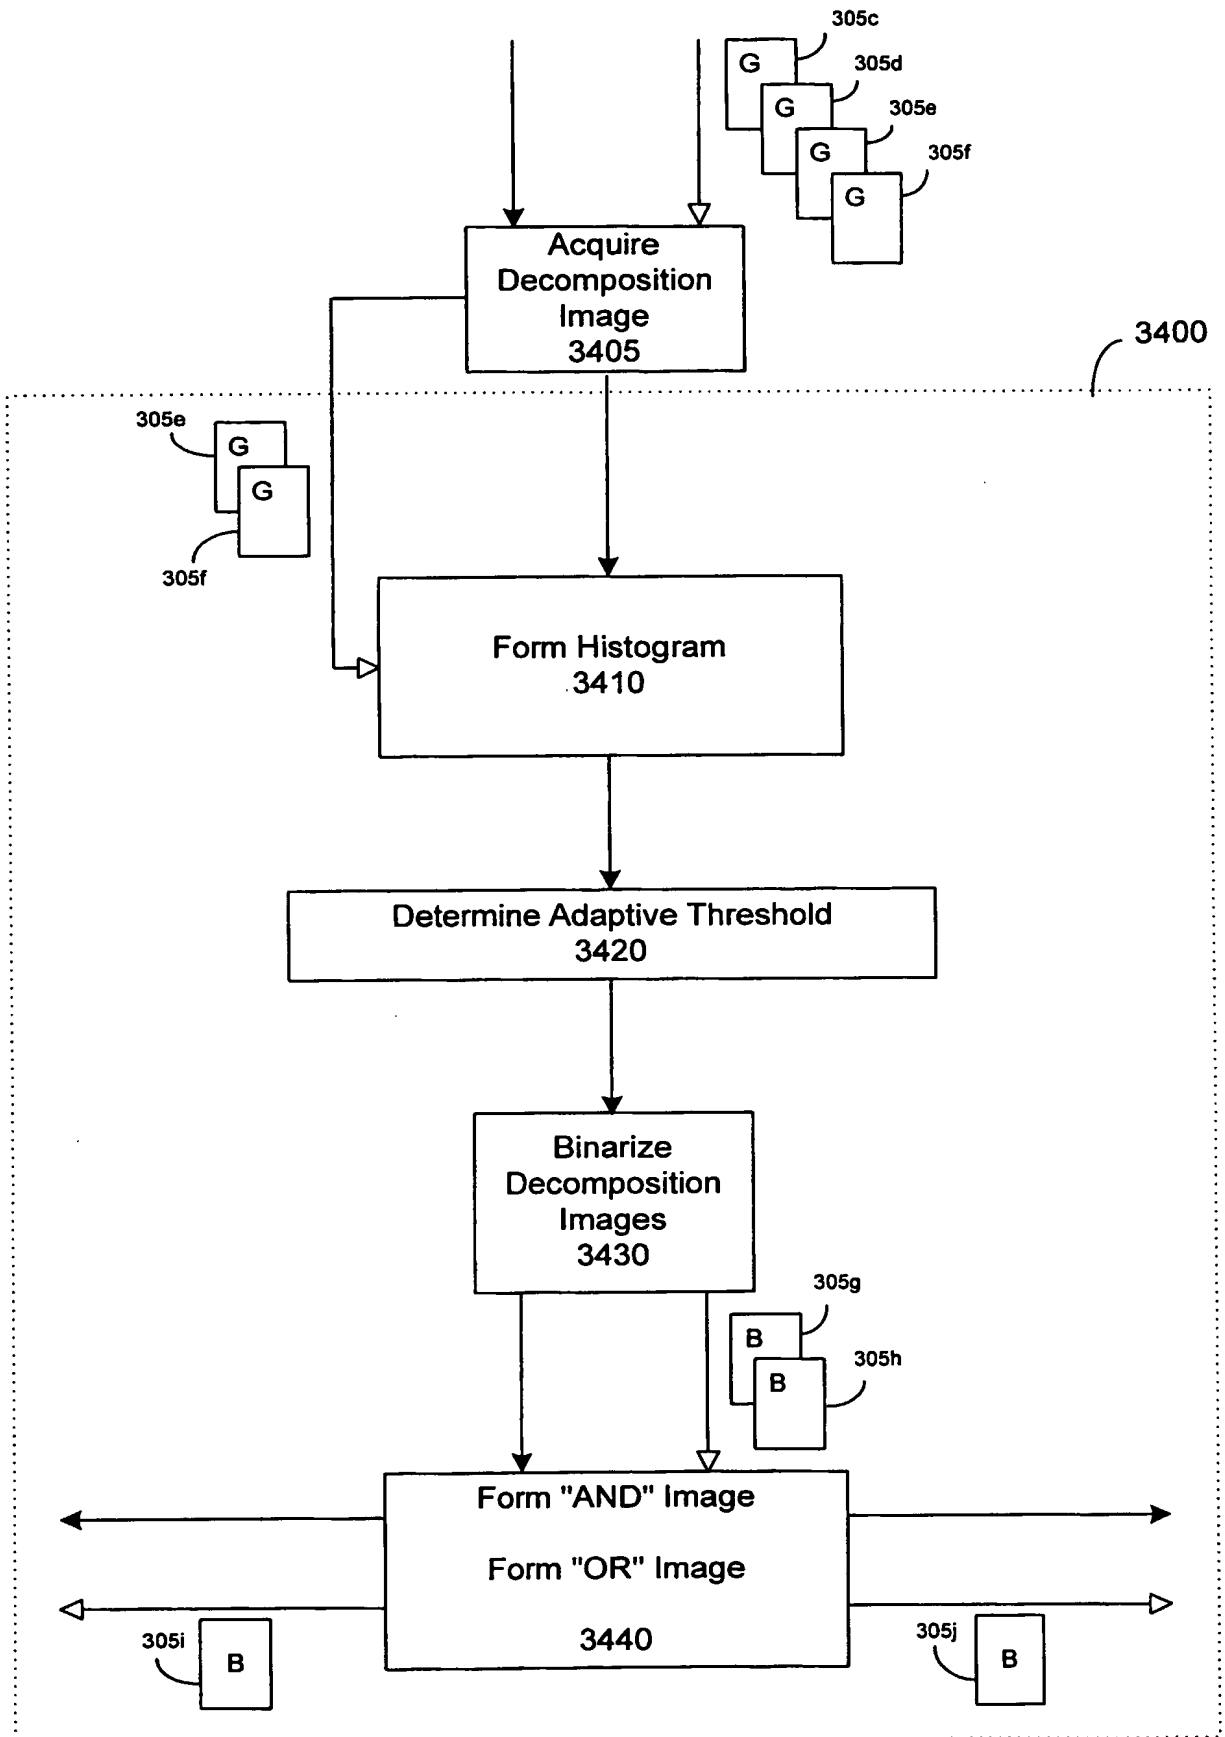 305c
G
305d
G
305e
G
305f
G
Acquire
Decomposition
Image
3405
3400
305e
G
G
305f
Form Histogram
3410
Determine Adaptive Threshold
3420
Binarize
Decomposition
Images
3430
305g
B
305h
B
Form "AND" Image
Form "OR" Image
3440
305i
B
305j
B